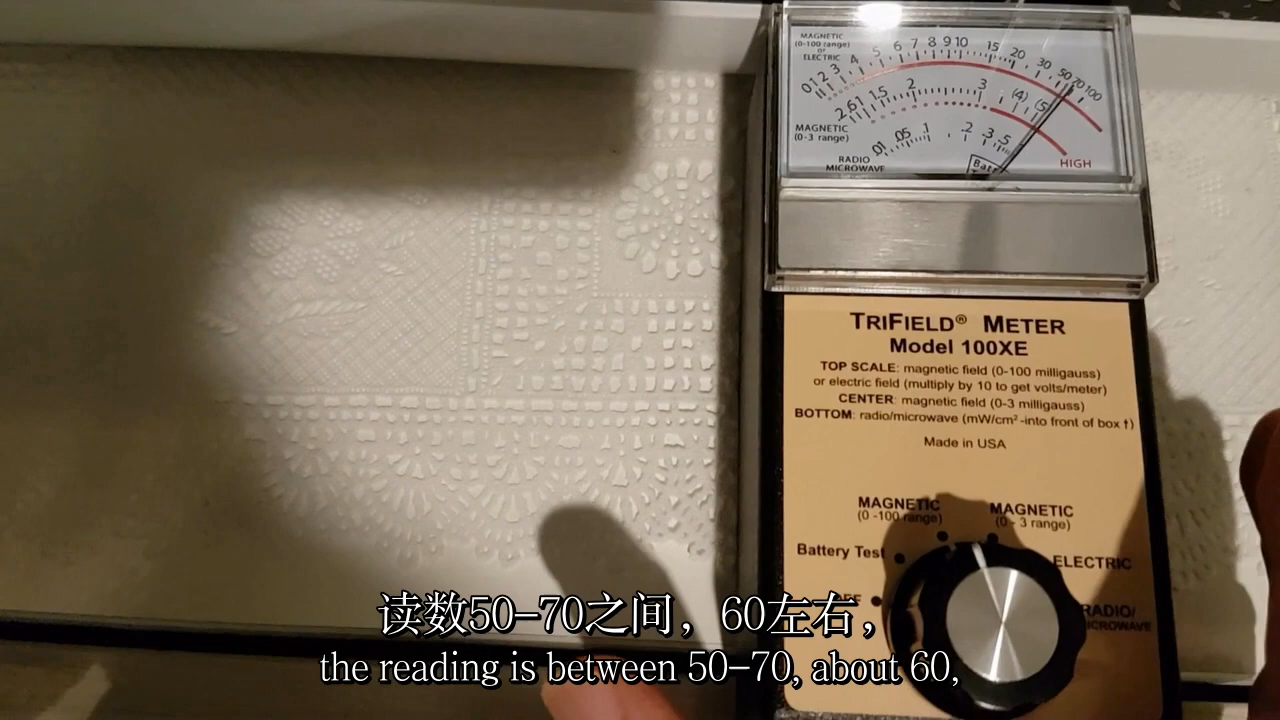 MAGNETIC
(0-100 range)
or
ELECTRIC
0 1 2 3 4 5 6 7 8 9 10 15 20 30 50 70 100
2,61 1.5 2 3 (4) (5)
MAGNETIC
(0-3 range)
.01 .05 .1 .2 .3 .5
RADIO
MICROWAVE
HIGH
TRIFIELD® METER
Model 100XE
TOP SCALE: magnetic field (0-100 milligauss)
or electric field (multiply by 10 to get volts/meter)
CENTER: magnetic field (0-3 milligauss)
BOTTOM: radio/microwave (mW/cm²-into front of box↑)
Made in USA
MAGNETIC
(0 -100 range)
MAGNETIC
(0 - 3 range)
Battery Test
ELECTRIC
RADIO/
读数50-70之间，60左右，
the reading is between 50-70, about 60,